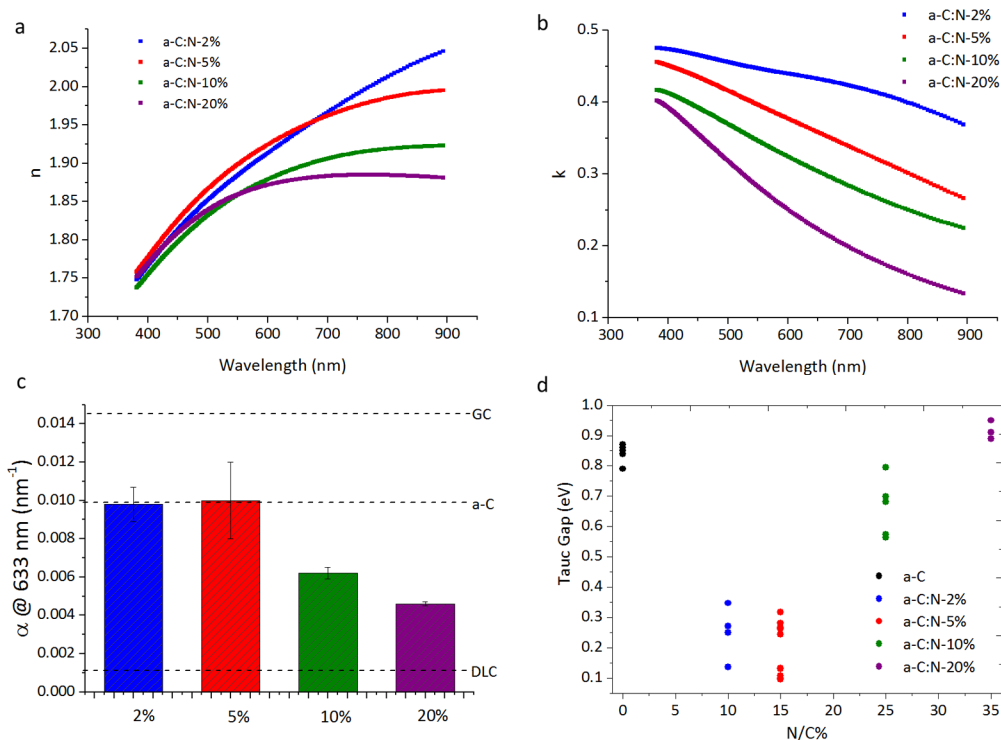 a
a-C:N-2%
a-C:N-5%
a-C:N-10%
a-C:N-20%
2.05
2.00
1.95
1.90
1.85
1.80
1.75
1.70
n
300 400 500 600 700 800 900
Wavelength (nm)
b
a-C:N-2%
a-C:N-5%
a-C:N-10%
a-C:N-20%
0.5
0.4
0.3
0.2
0.1
k
300 400 500 600 700 800 900
Wavelength (nm)
c
0.014
0.012
0.010
0.008
0.006
0.004
0.002
0.000
α @ 633 nm (nm-1)
GC
a-C
DLC
2% 5% 10% 20%
d
1.0
0.9
0.8
0.7
0.6
0.5
0.4
0.3
0.2
0.1
Tauc Gap (eV)
a-C
a-C:N-2%
a-C:N-5%
a-C:N-10%
a-C:N-20%
0 5 10 15 20 25 30 35
N/C%